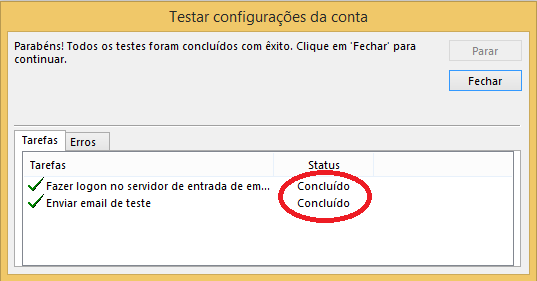 Testar configurações da conta
Parabéns! Todos os testes foram concluídos com êxito. Clique em 'Fechar' para
continuar.
Parar
Fechar
Tarefas Erros
Tarefas Status
Fazer logon no servidor de entrada de em... Concluído
Enviar email de teste Concluído